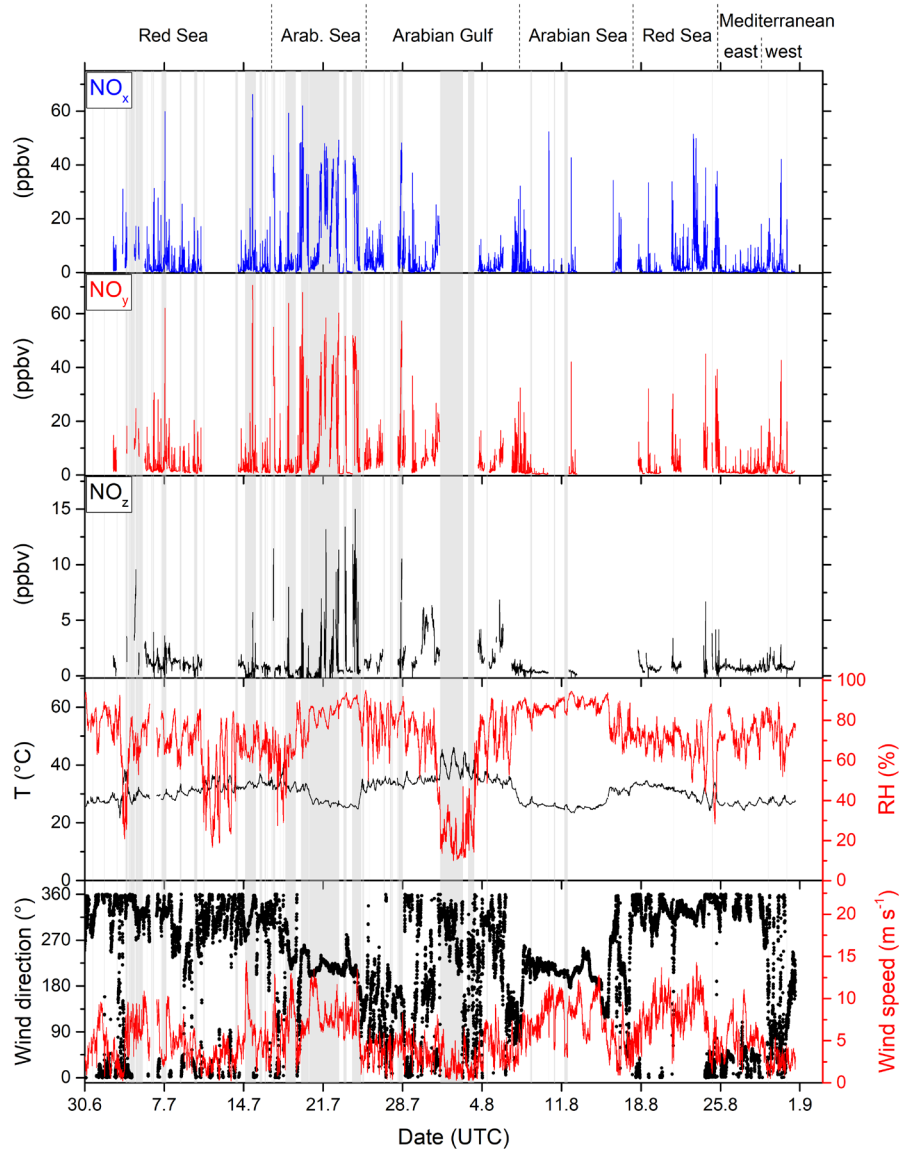 Mediterranean
Red Sea Arab. Sea Arabian Gulf Arabian Sea Red Sea east west
NOx
(ppbv)
60
40
20
0
NOy
(ppbv)
60
40
20
0
NOz
(ppbv)
15
10
5
0
T (°C)
60
40
20
0
RH (%)
100
80
60
40
20
0
Wind direction (°)
360
270
180
90
0
Wind speed (m s-1)
20
15
10
5
0
30.6 7.7 14.7 21.7 28.7 4.8 11.8 18.8 25.8 1.9
Date (UTC)